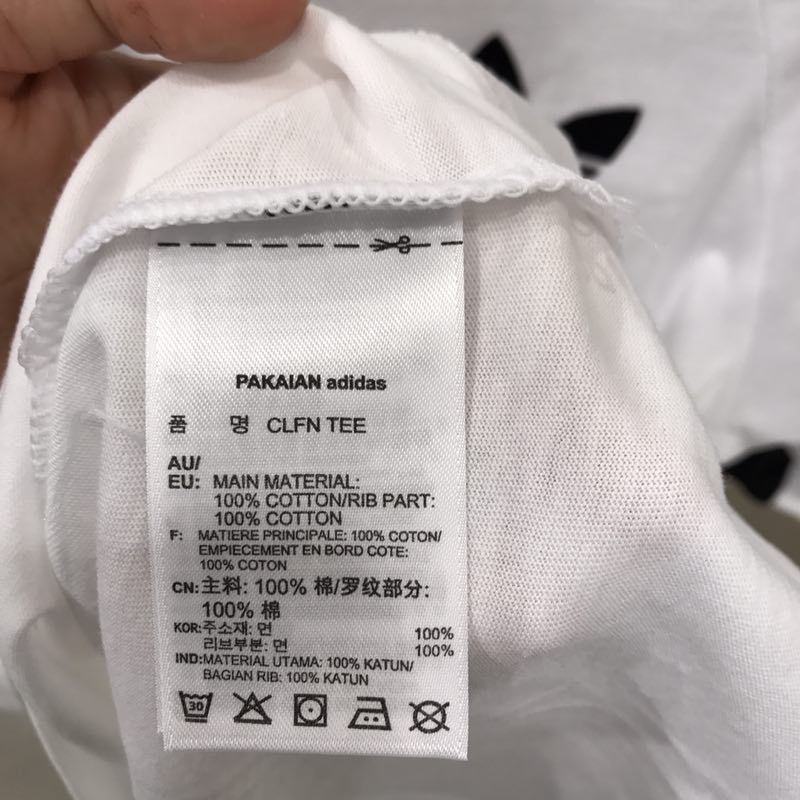 PAKAIAN adidas
품 명 CLFN TEE
AU/
EU: MAIN MATERIAL:
100% COTTON/RIB PART:
100% COTTON
F: MATIERE PRINCIPALE: 100% COTON/
EMPIECEMENT EN BORD COTE:
100% COTON
CN:主料: 100% 棉/罗纹部分:
100% 棉
KOR:주소재: 면 100%
리브부분: 면 100%
IND:MATERIAL UTAMA: 100% KATUN/
BAGIAN RIB: 100% KATUN
30